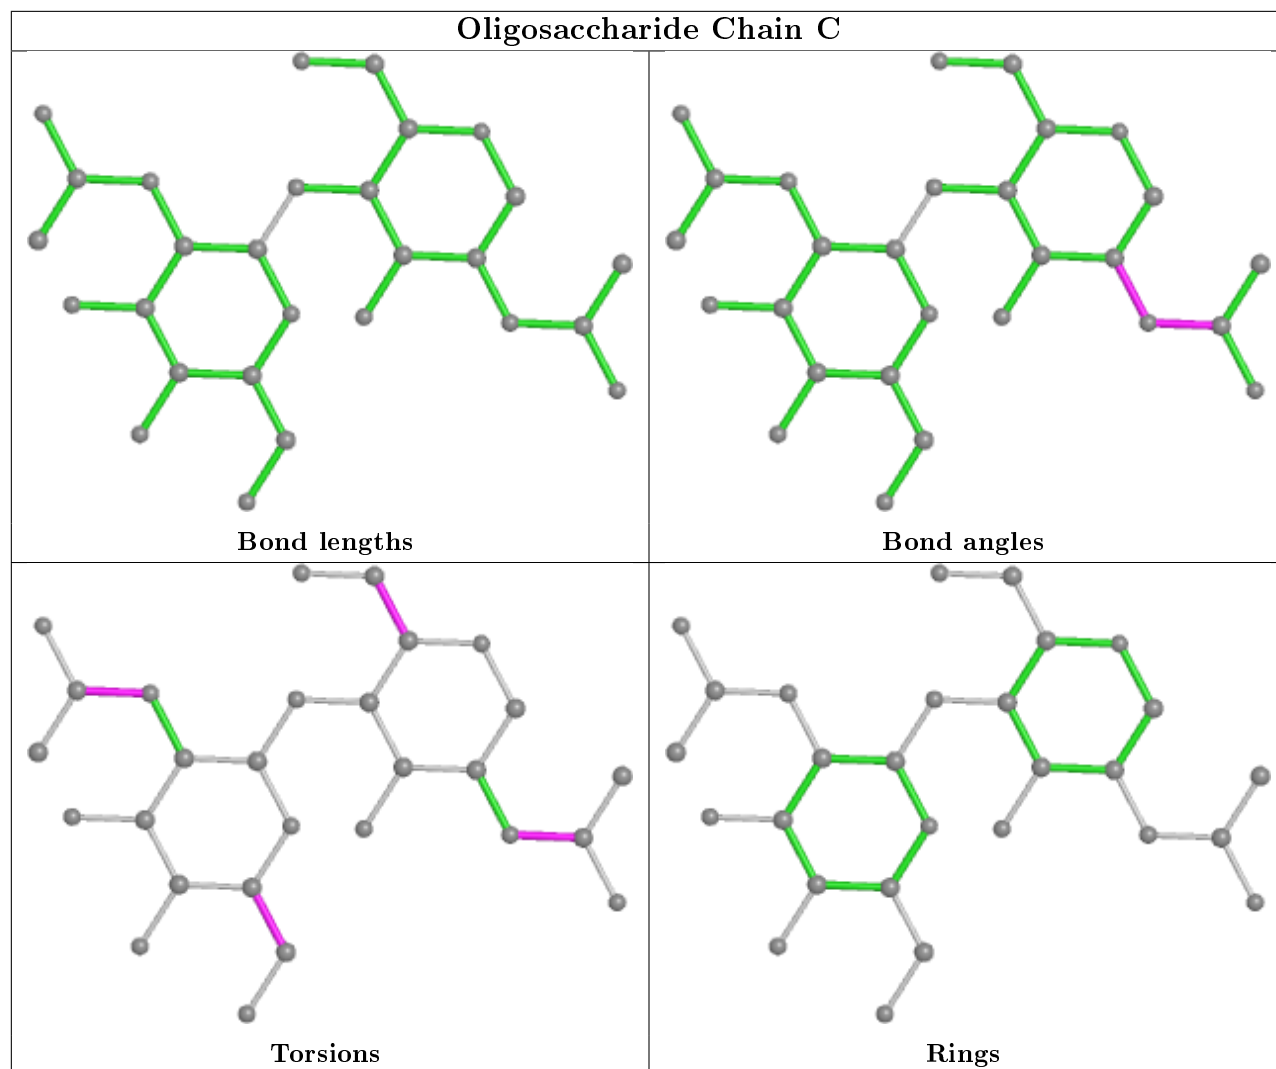 Oligosaccharide Chain C
Bond lengths
Bond angles
Torsions
Rings